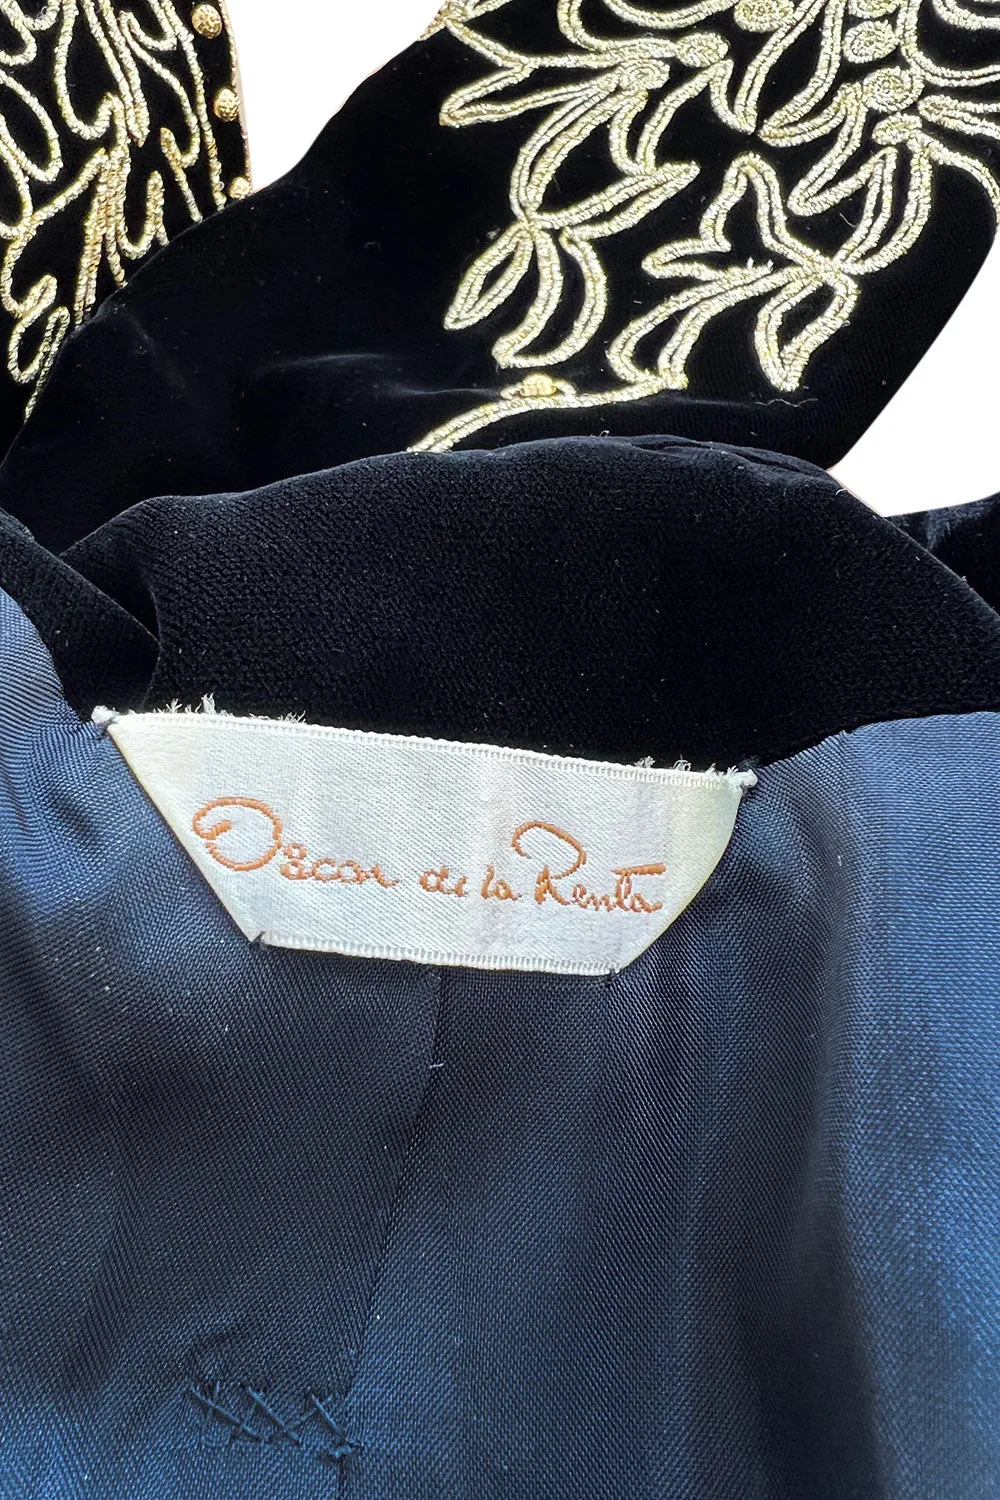 Oscar de la Renta